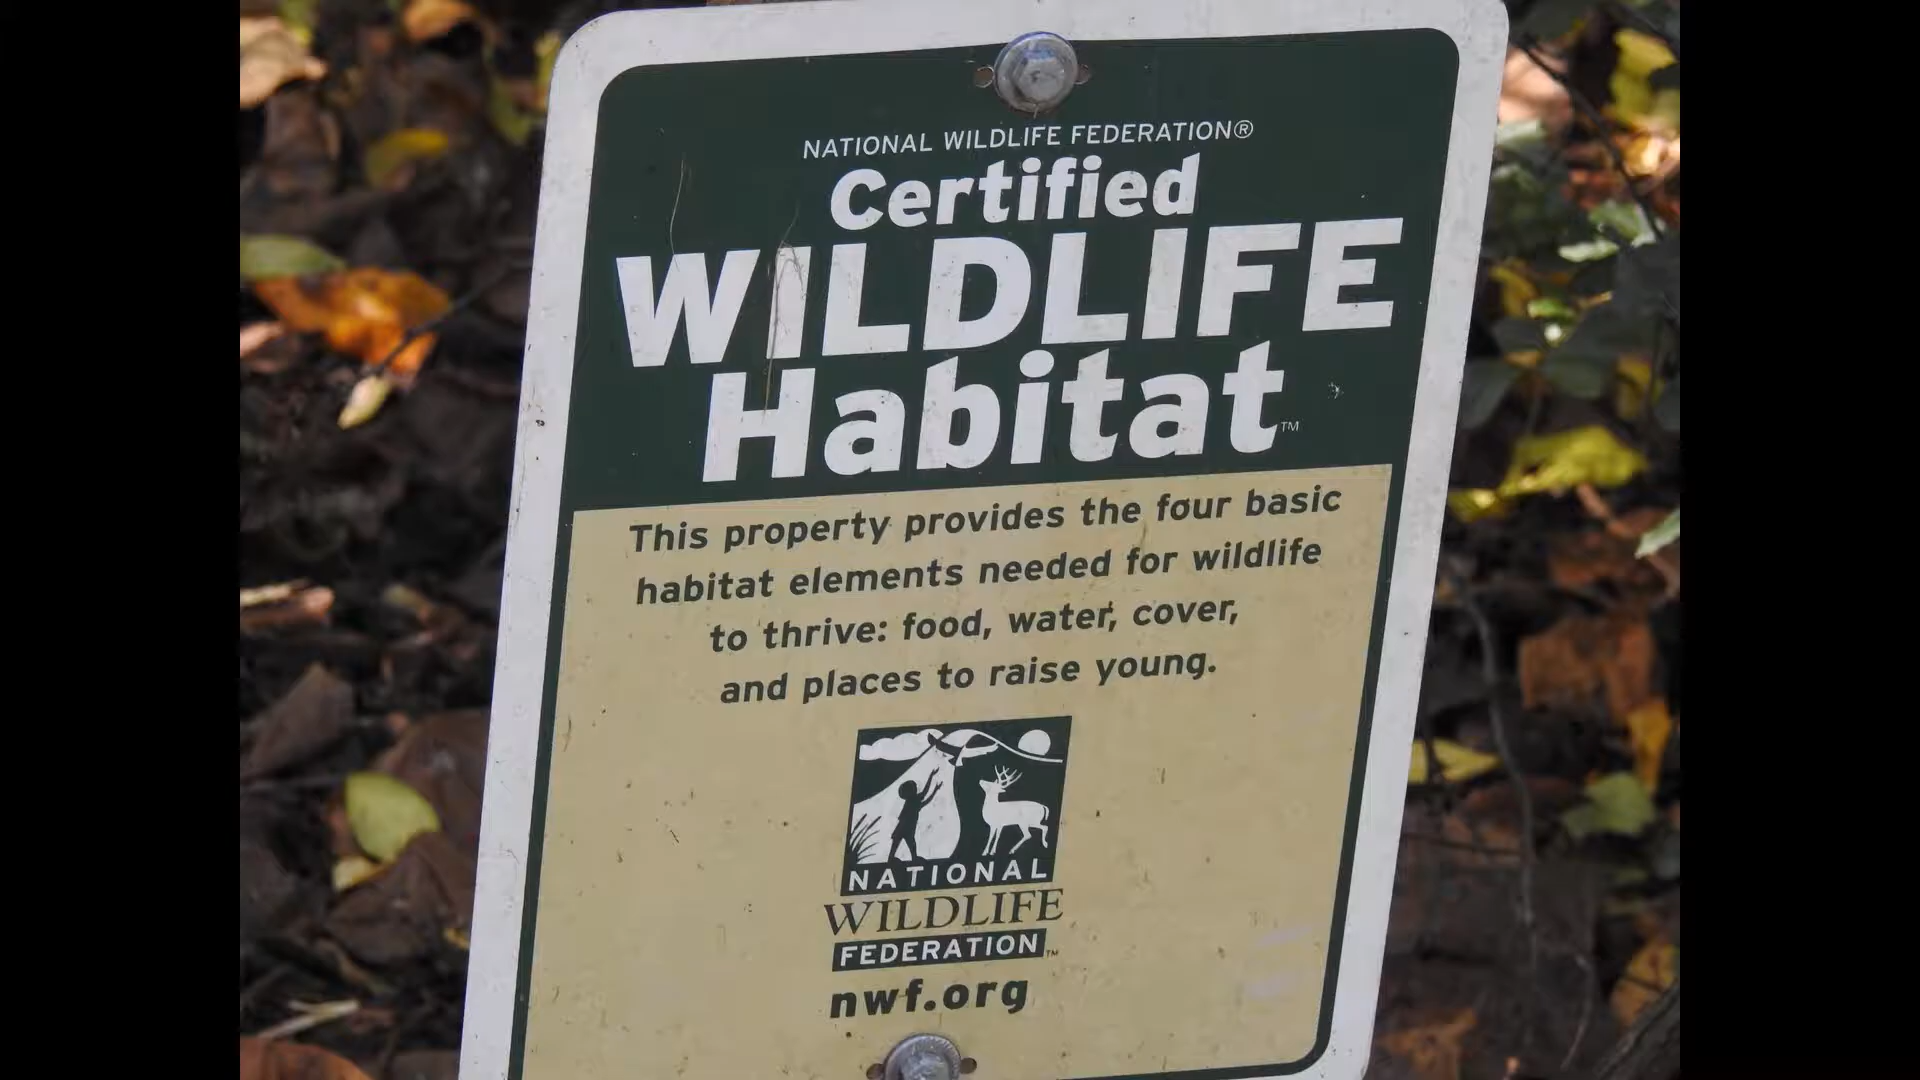 NATIONAL WILDLIFE FEDERATION®
Certified
WILDLIFE
Habitat™
This property provides the four basic
habitat elements needed for wildlife
to thrive: food, water, cover,
and places to raise young.
NATIONAL
WILDLIFE
FEDERATION™
nwf.org